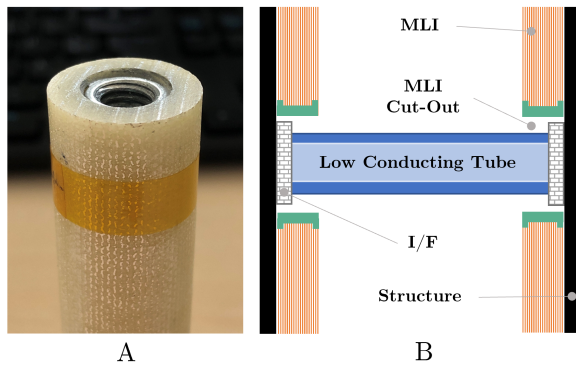 MLI
MLI
Cut-Out
Low Conducting Tube
I/F
Structure
A
B